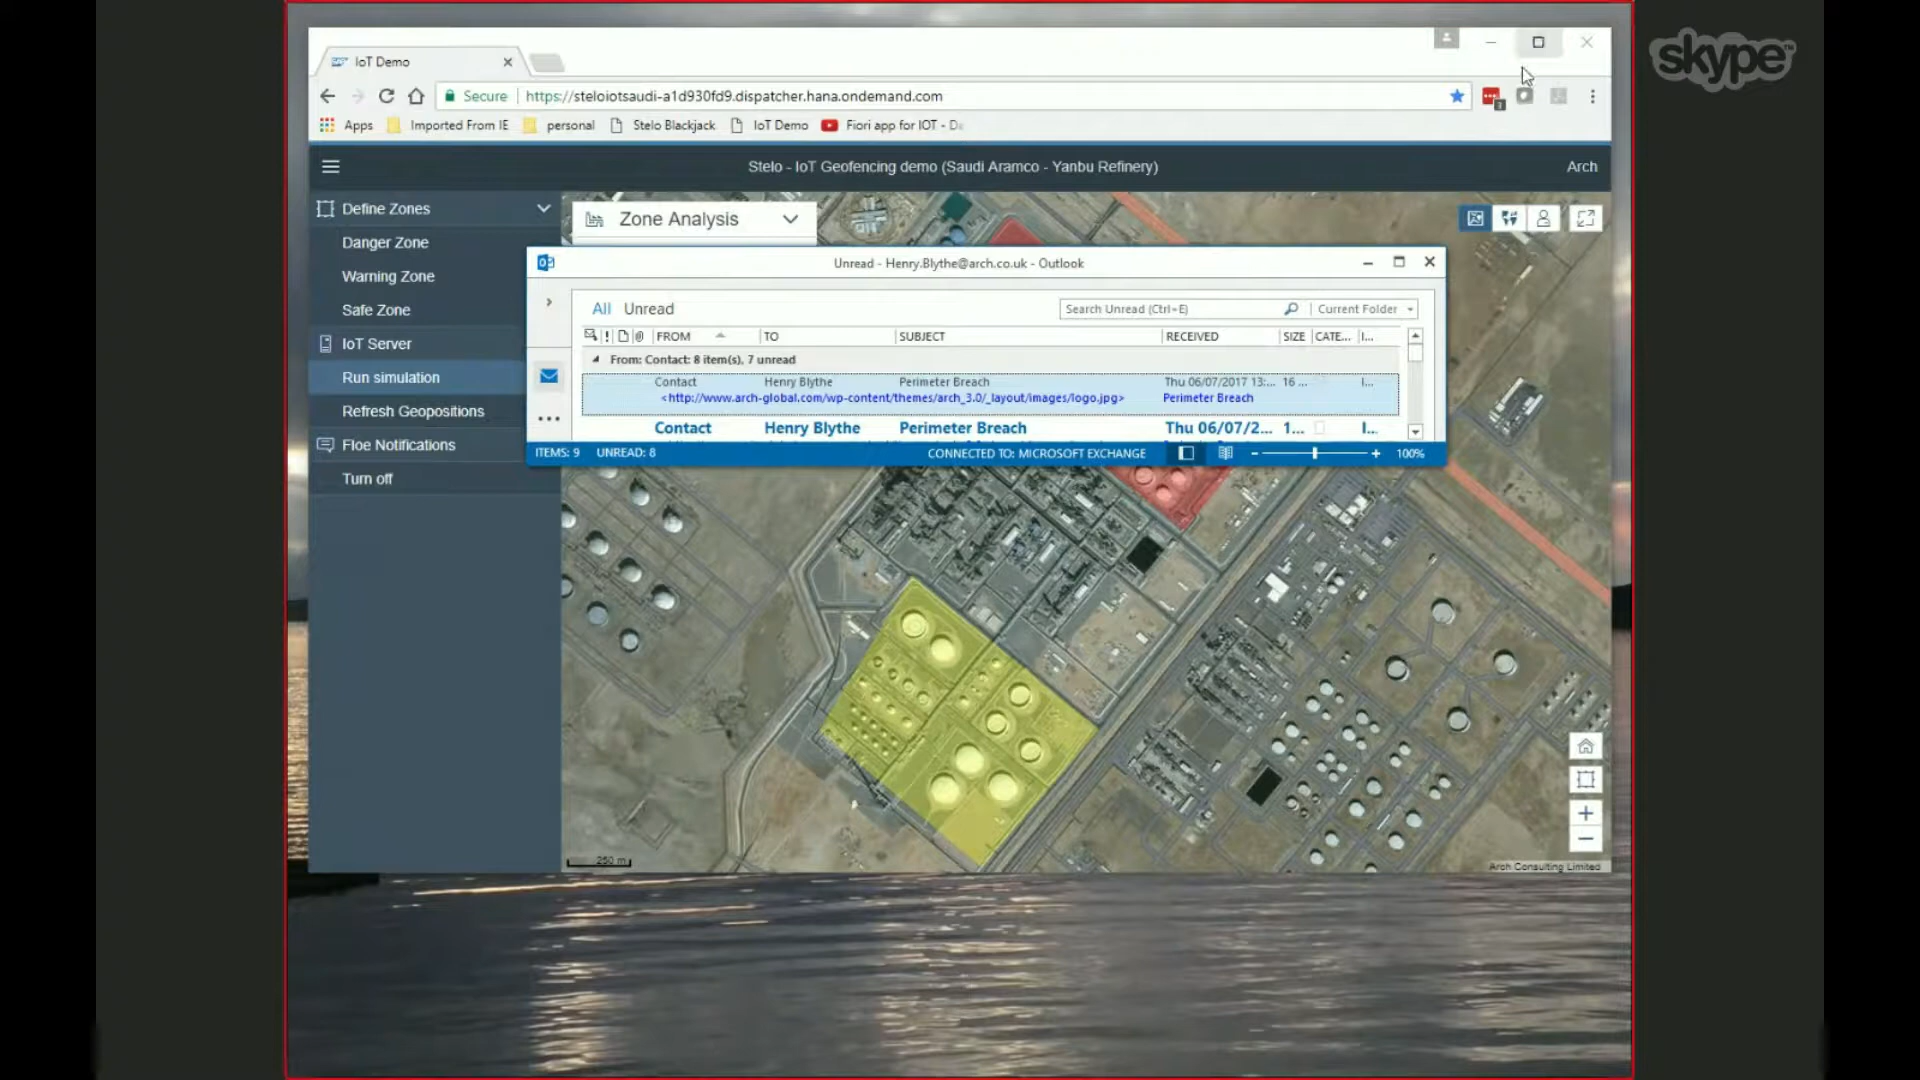 skype
IoT Demo
Secure https://steloiotsaudi-a1d930fd9.dispatcher.hana.ondemand.com
Apps Imported From IE personal Stelo Blackjack IoT Demo Fiori app for IOT - De
Stelo - IoT Geofencing demo (Saudi Aramco - Yanbu Refinery)
Arch
Define Zones
Danger Zone
Warning Zone
Safe Zone
IoT Server
Run simulation
Refresh Geopositions
Floe Notifications
Turn off
Zone Analysis
Unread - Henry.Blythe@arch.co.uk - Outlook
All Unread
Search Unread (Ctrl+E) Current Folder
FROM TO SUBJECT RECEIVED SIZE CATE... I...
From: Contact: 8 item(s), 7 unread
Contact Henry Blythe Perimeter Breach Thu 06/07/2017 13:... 16 ... I...
<http://www.arch-global.com/wp-content/themes/arch_3.0/_layout/images/logo.jpg> Perimeter Breach
Contact Henry Blythe Perimeter Breach Thu 06/07/2... 1... I...
ITEMS: 9 UNREAD: 8 CONNECTED TO: MICROSOFT EXCHANGE 100%
250 m
Arch Consulting Limited